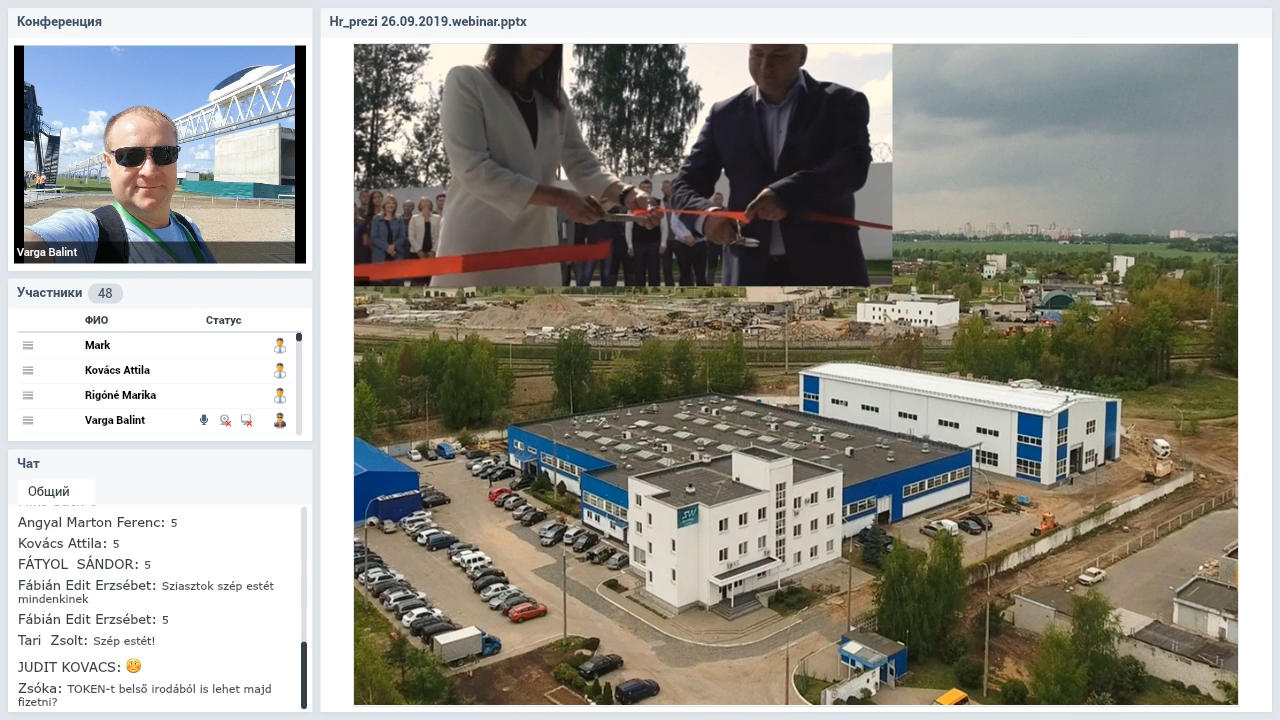 Конференция
Varga Balint
Участники 48
ФИО Статус
Mark
Kovács Attila
Rigóné Marika
Varga Balint
Чат
Общий
Angyal Marton Ferenc: 5
Kovács Attila: 5
FÁTYOL SÁNDOR: 5
Fábián Edit Erzsébet: Sziasztok szép estét
mindenkinek
Fábián Edit Erzsébet: 5
Tari Zsolt: Szép estét!
JUDIT KOVACS:
Zsóka: TOKEN-t belső irodából is lehet majd
fizetni?
Hr_prezi 26.09.2019.webinar.pptx
SW